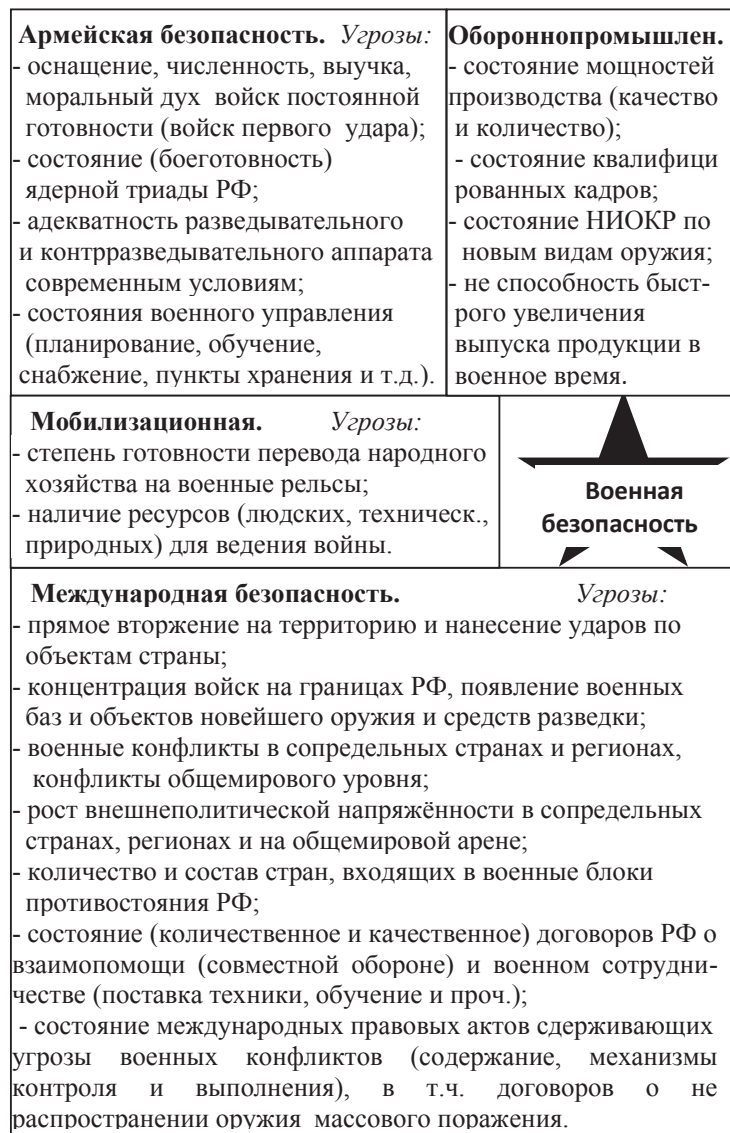 Армейская безопасность. Угрозы:
- оснащение, численность, выучка,
моральный дух войск постоянной
готовности (войск первого удара);
- состояние (боеготовность)
ядерной триады РФ;
- адекватность разведывательного
и контрразведывательного аппарата
современным условиям;
- состояния военного управления
(планирование, обучение,
снабжение, пункты хранения и т.д.).
Обороннопромышлен.
- состояние мощностей
производства (качество
и количество);
- состояние квалифици
рованных кадров;
- состояние НИОКР по
новым видам оружия;
- не способность быст-
рого увеличения
выпуска продукции в
военное время.
Мобилизационная. Угрозы:
- степень готовности перевода народного
хозяйства на военные рельсы;
- наличие ресурсов (людских, техническ.,
природных) для ведения войны.
Военная
безопасность
Международная безопасность. Угрозы:
- прямое вторжение на территорию и нанесение ударов по
объектам страны;
- концентрация войск на границах РФ, появление военных
баз и объектов новейшего оружия и средств разведки;
- военные конфликты в сопредельных странах и регионах,
конфликты общемирового уровня;
- рост внешнеполитической напряжённости в сопредельных
странах, регионах и на общемировой арене;
- количество и состав стран, входящих в военные блоки
противостояния РФ;
- состояние (количественное и качественное) договоров РФ о
взаимопомощи (совместной обороне) и военном сотрудни-
честве (поставка техники, обучение и проч.);
- состояние международных правовых актов сдерживающих
угрозы военных конфликтов (содержание, механизмы
контроля и выполнения), в т.ч. договоров о не
распространении оружия массового поражения.